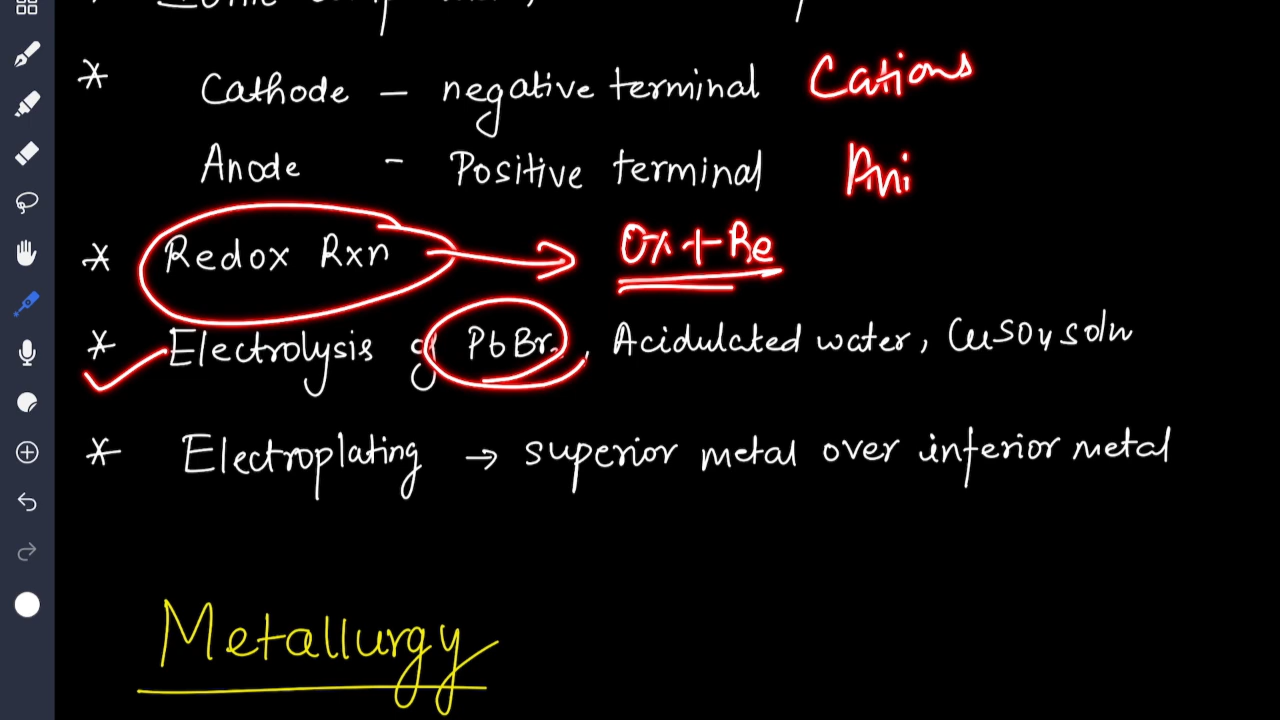 * Cathode – negative terminal Cations
Anode - Positive terminal Ani
* Redox Rxn → Ox + Re
* Electrolysis of PbBr₂, Acidulated water, CuSO4 soln
* Electroplating → superior metal over inferior metal
Metallurgy